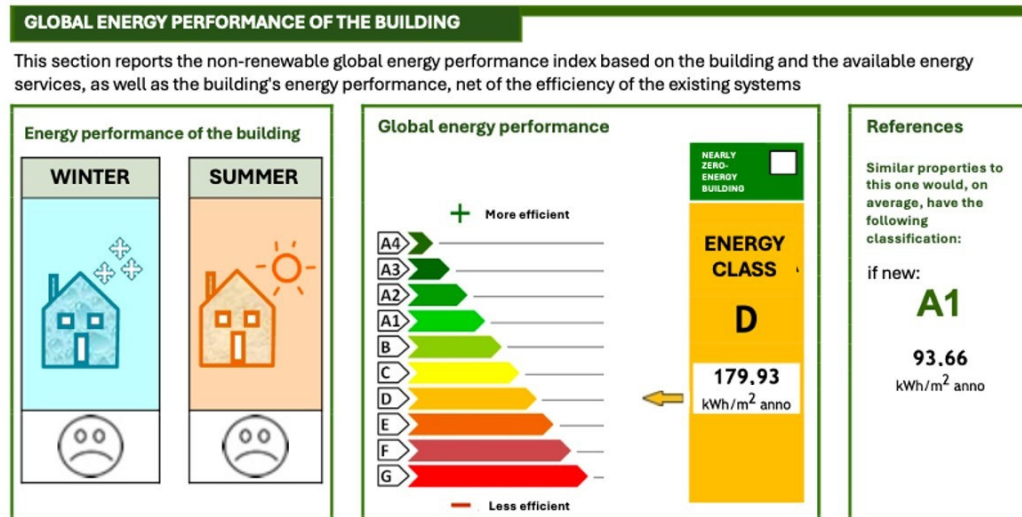 GLOBAL ENERGY PERFORMANCE OF THE BUILDING
This section reports the non-renewable global energy performance index based on the building and the available energy
services, as well as the building's energy performance, net of the efficiency of the existing systems
Energy performance of the building
WINTER
SUMMER
Global energy performance
+ More efficient
A4
A3
A2
A1
B
C
D
E
F
G
− Less efficient
NEARLY
ZERO-
ENERGY
BUILDING
ENERGY
CLASS
D
179.93
kWh/m² anno
References
Similar properties to
this one would, on
average, have the
following
classification:
if new:
A1
93.66
kWh/m² anno